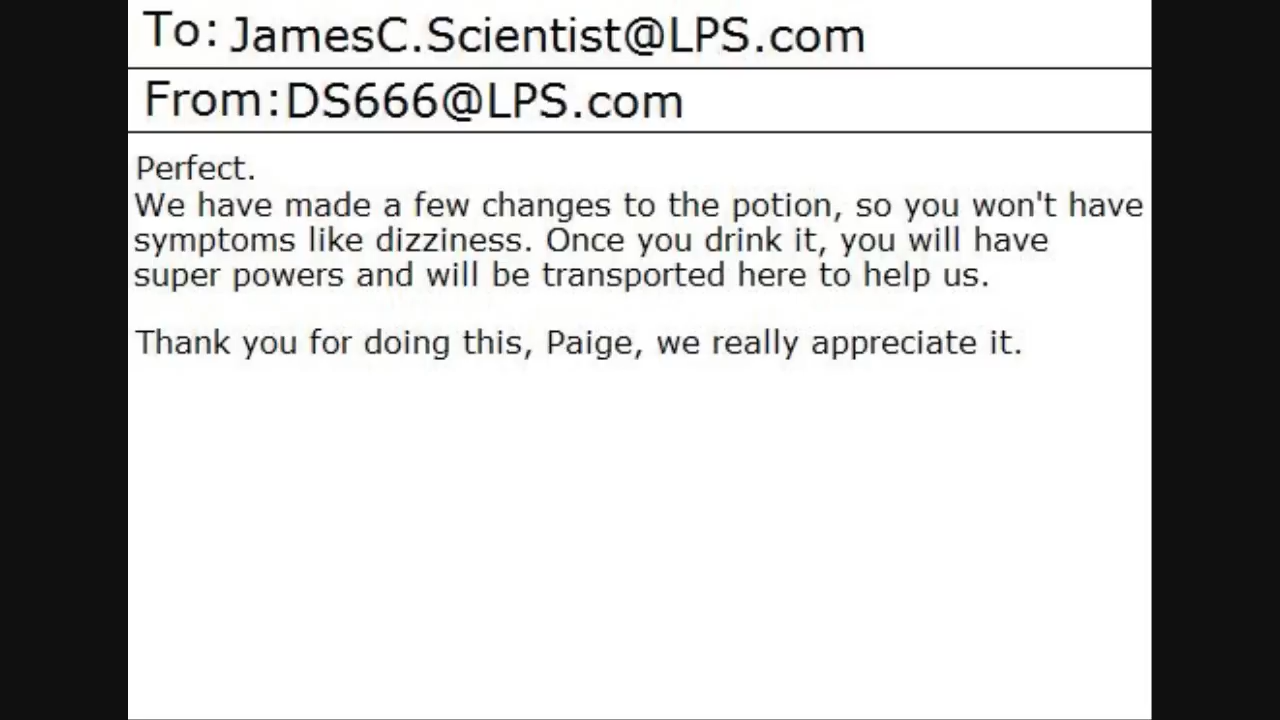 To: JamesC.Scientist@LPS.com
From: DS666@LPS.com
Perfect.
We have made a few changes to the potion, so you won't have
symptoms like dizziness. Once you drink it, you will have
super powers and will be transported here to help us.
Thank you for doing this, Paige, we really appreciate it.